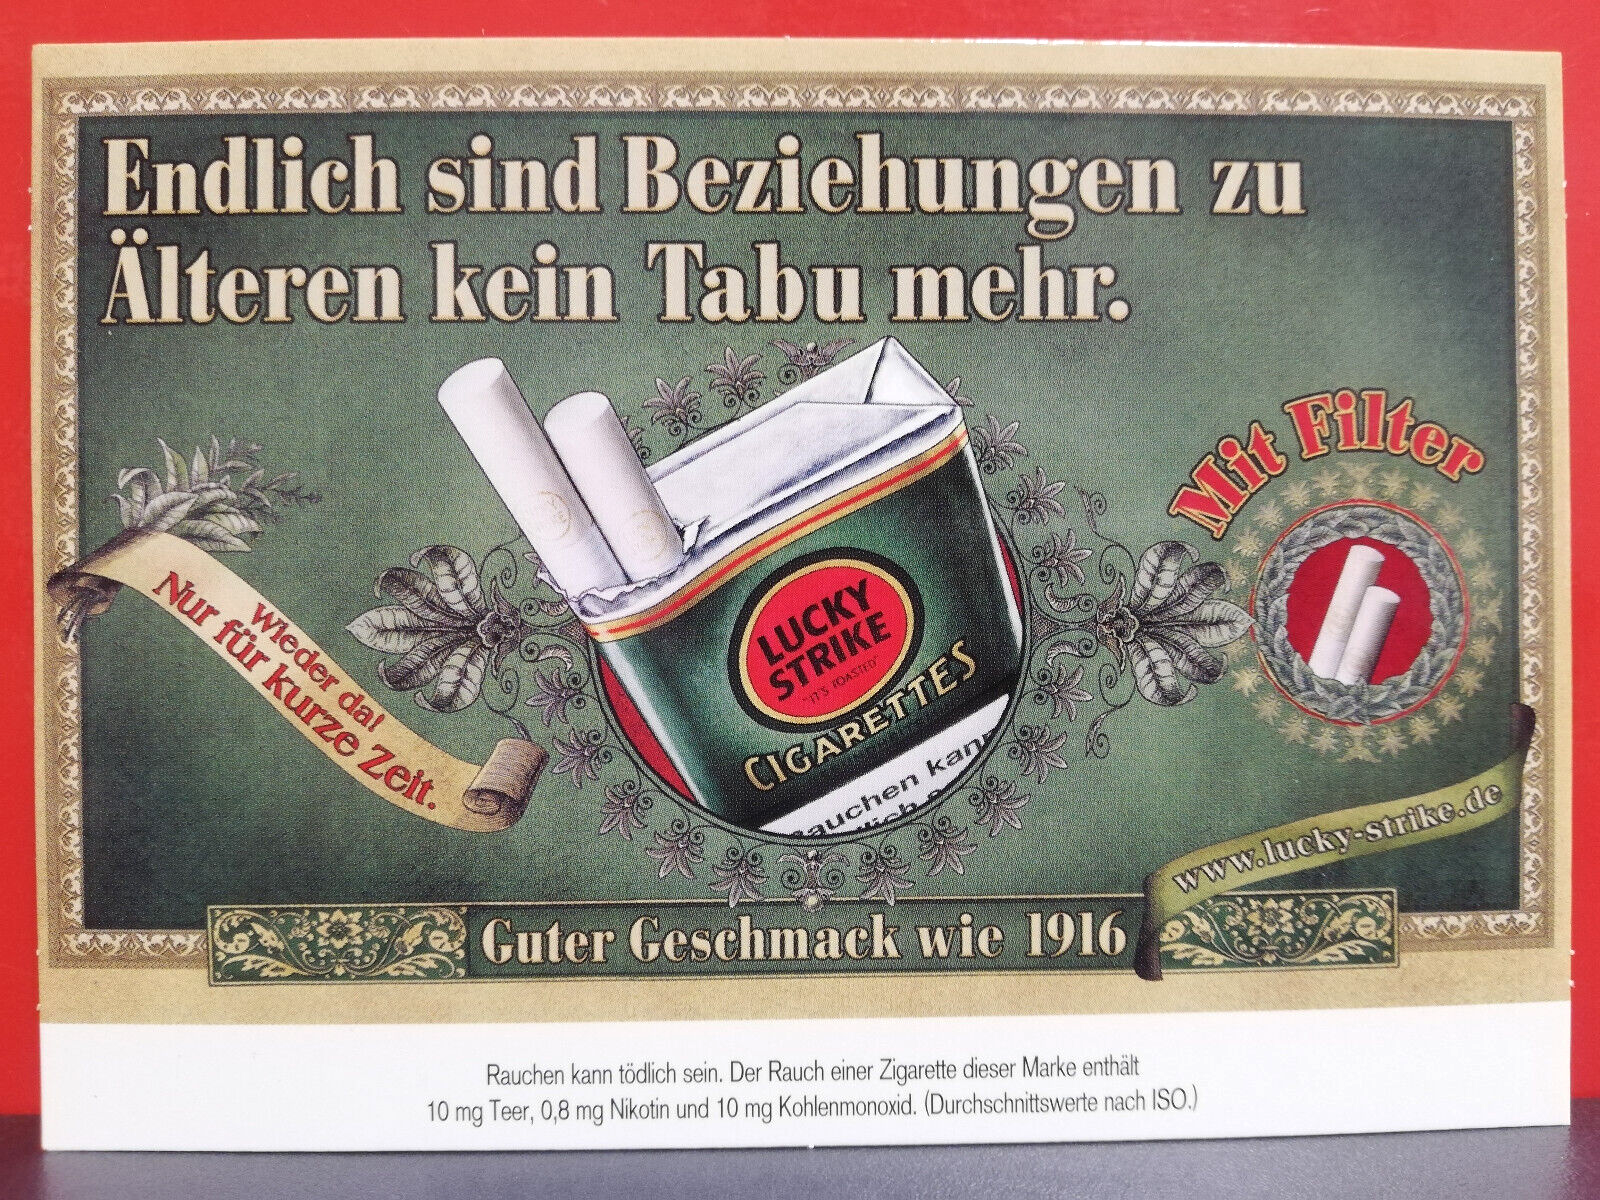 Endlich sind Beziehungen zu
Älteren kein Tabu mehr.
Mit Filter
Wieder da!
Nur für kurze Zeit.
LUCKY
STRIKE
"IT'S TOASTED"
CIGARETTES
Rauchen kann
www.lucky-strike.de
Guter Geschmack wie 1916
Rauchen kann tödlich sein. Der Rauch einer Zigarette dieser Marke enthält
10 mg Teer, 0,8 mg Nikotin und 10 mg Kohlenmonoxid. (Durchschnittswerte nach ISO.)